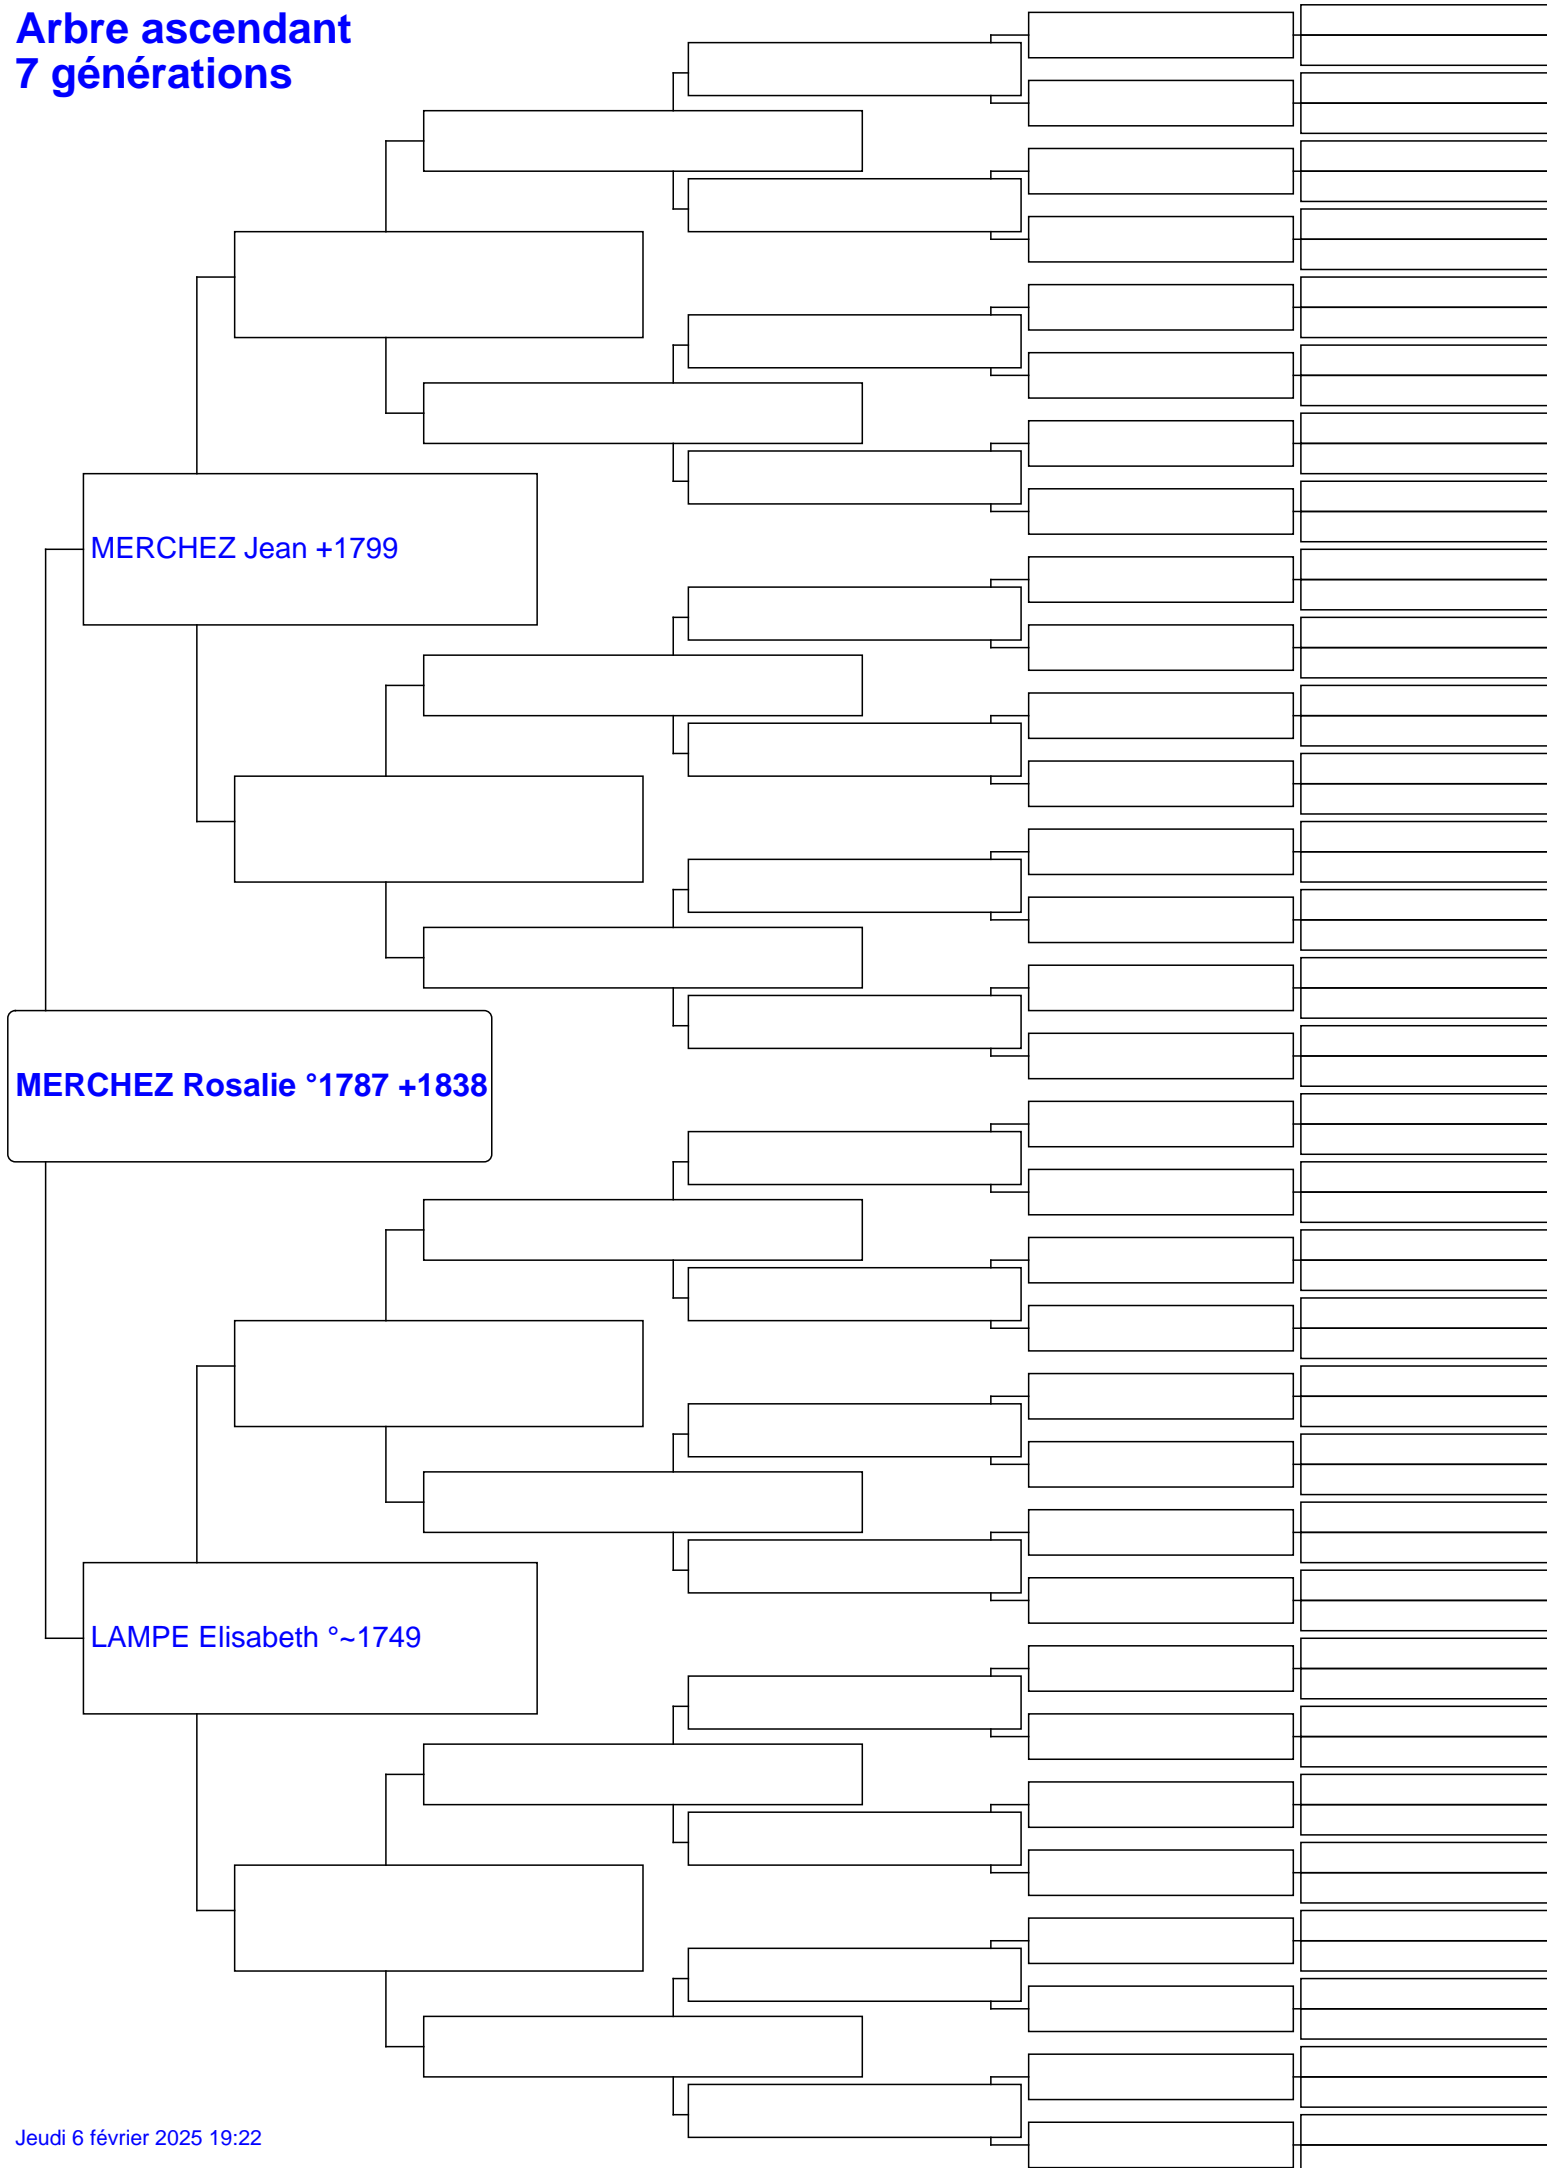 Arbre ascendant
7 générations
MERCHEZ Jean +1799
MERCHEZ Rosalie °1787 +1838
LAMPE Elisabeth °~1749
Jeudi 6 février 2025 19:22